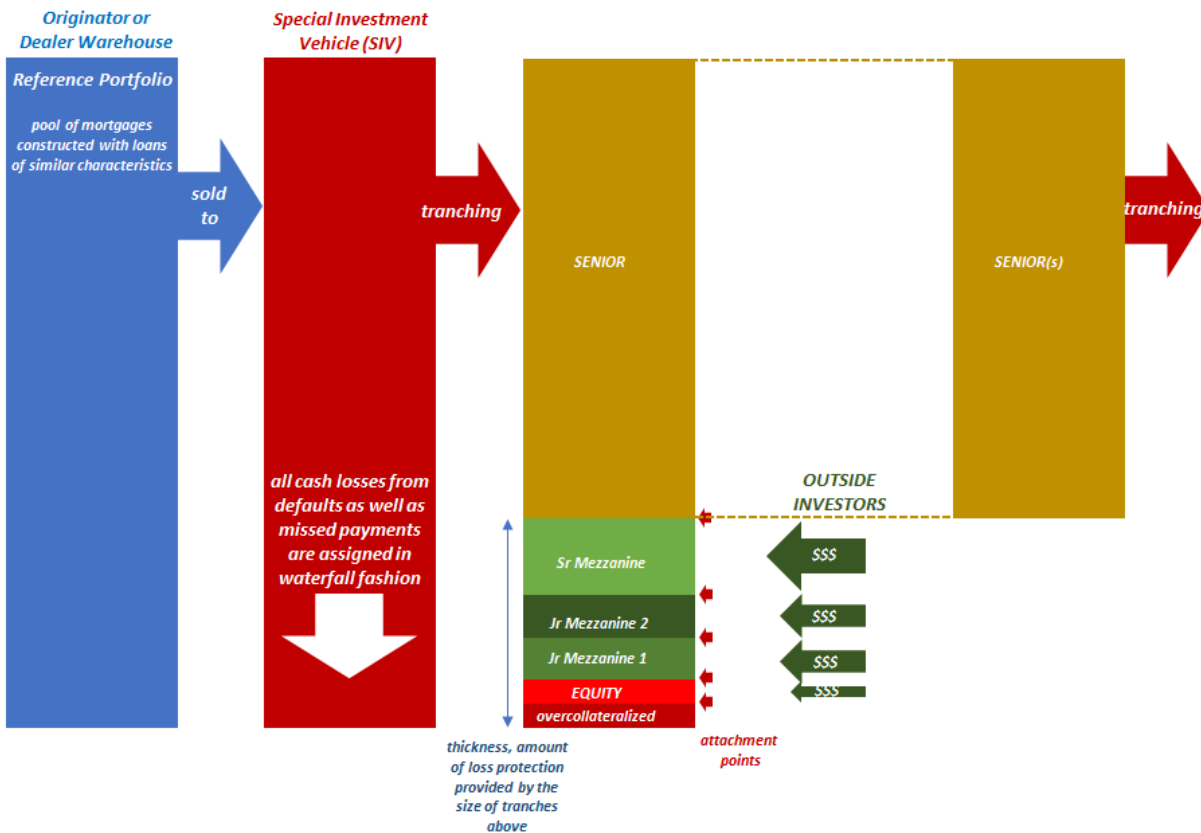 Originator or
Dealer Warehouse
Reference Portfolio
pool of mortgages
constructed with loans
of similar characteristics
sold
to
Special Investment
Vehicle (SIV)
all cash losses from
defaults as well as
missed payments
are assigned in
waterfall fashion
tranching
SENIOR
Sr Mezzanine
Jr Mezzanine 2
Jr Mezzanine 1
EQUITY
overcollateralized
thickness, amount
of loss protection
provided by the
size of tranches
above
attachment
points
OUTSIDE
INVESTORS
$$$
$$$
$$$
$$$
SENIOR(s)
tranching